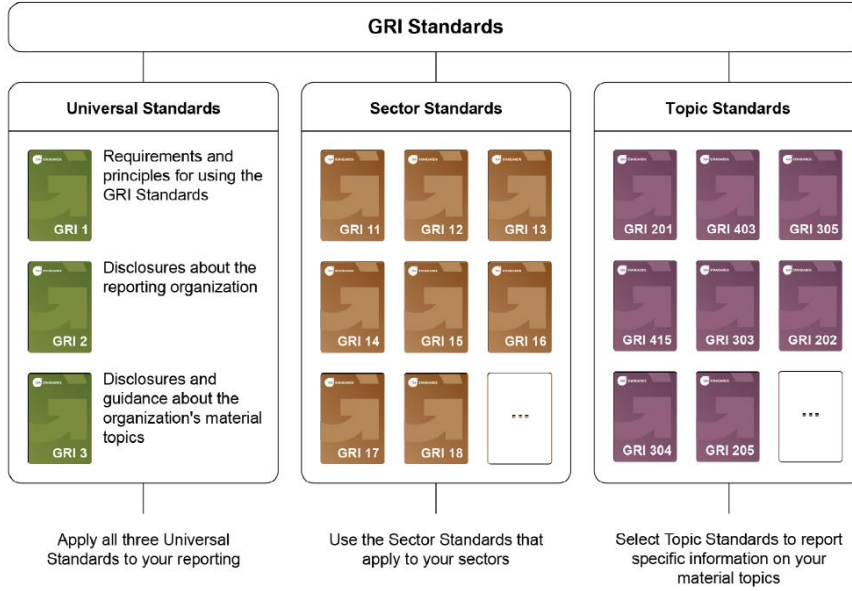 GRI Standards
Universal Standards
Requirements and
principles for using the
GRI Standards
GRI 1
Disclosures about the
reporting organization
GRI 2
Disclosures and
guidance about the
organization's material
topics
GRI 3
Apply all three Universal
Standards to your reporting
Sector Standards
GRI 11
GRI 12
GRI 13
GRI 14
GRI 15
GRI 16
GRI 17
GRI 18
...
Use the Sector Standards that
apply to your sectors
Topic Standards
GRI 201
GRI 403
GRI 305
GRI 415
GRI 303
GRI 202
GRI 304
GRI 205
...
Select Topic Standards to report
specific information on your
material topics